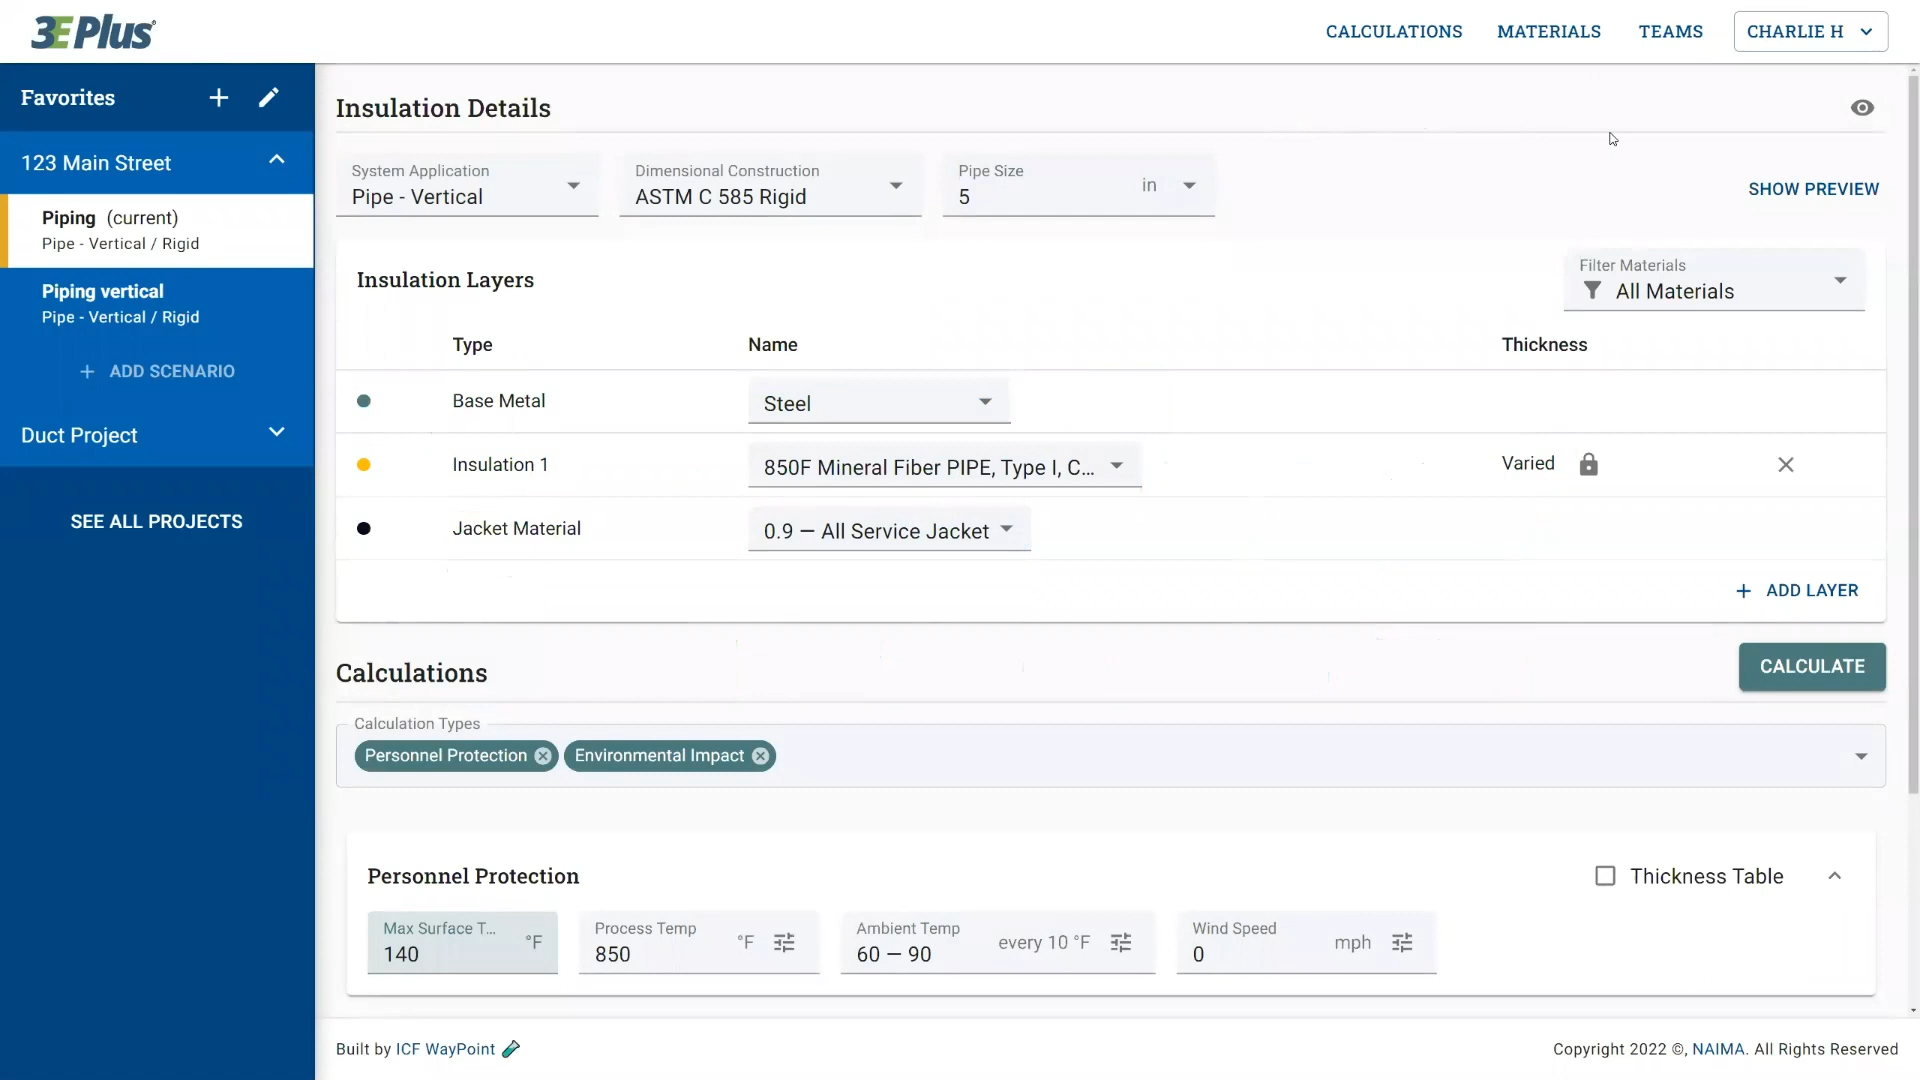 3E Plus
CALCULATIONS MATERIALS TEAMS CHARLIE H
Favorites
123 Main Street
Piping (current)
Pipe - Vertical / Rigid
Piping vertical
Pipe - Vertical / Rigid
+ ADD SCENARIO
Duct Project
SEE ALL PROJECTS
Insulation Details
System Application
Pipe - Vertical
Dimensional Construction
ASTM C 585 Rigid
Pipe Size
5 in
SHOW PREVIEW
Insulation Layers
Filter Materials
All Materials
Type Name Thickness
Base Metal Steel
Insulation 1 850F Mineral Fiber PIPE, Type I, C... Varied
Jacket Material 0.9 — All Service Jacket
+ ADD LAYER
Calculations
CALCULATE
Calculation Types
Personnel Protection Environmental Impact
Personnel Protection
Thickness Table
Max Surface T...
140 °F
Process Temp
850 °F
Ambient Temp
60 — 90 every 10 °F
Wind Speed
0 mph
Built by ICF WayPoint
Copyright 2022 ©, NAIMA. All Rights Reserved